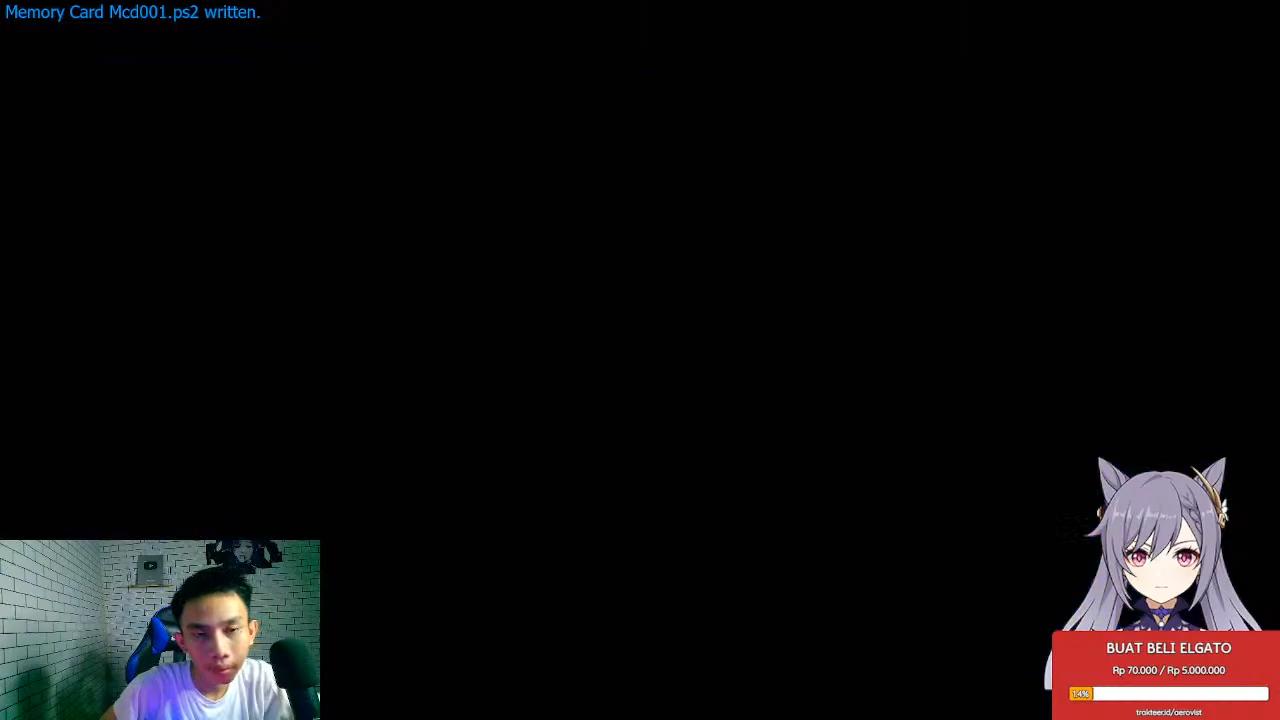 Memory Card Mcd001.ps2 written.
BUAT BELI ELGATO
Rp 70.000 / Rp 5.000.000
1.4%
trakteer.id/aerovist